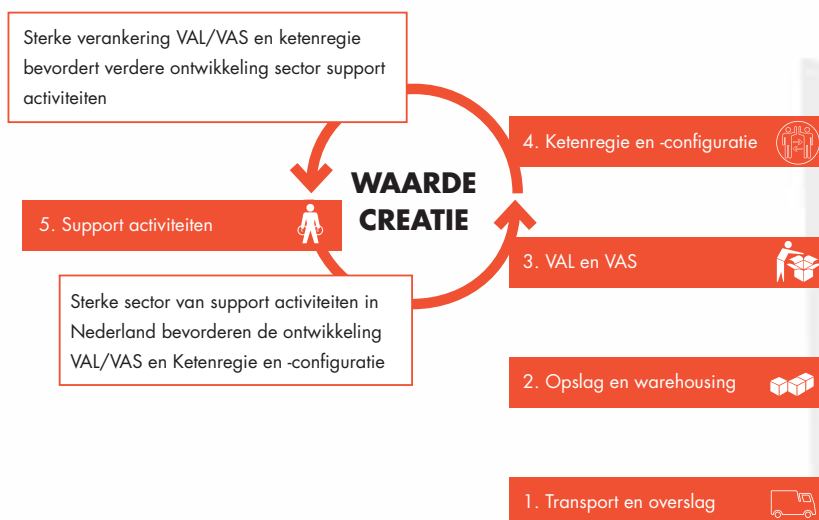 Sterke verankering VAL/VAS en ketenregie
bevordert verdere ontwikkeling sector support
activiteiten
4. Ketenregie en -configuratie
WAARDE
CREATIE
5. Support activiteiten
3. VAL en VAS
Sterke sector van support activiteiten in
Nederland bevorderen de ontwikkeling
VAL/VAS en Ketenregie en -configuratie
2. Opslag en warehousing
1. Transport en overslag